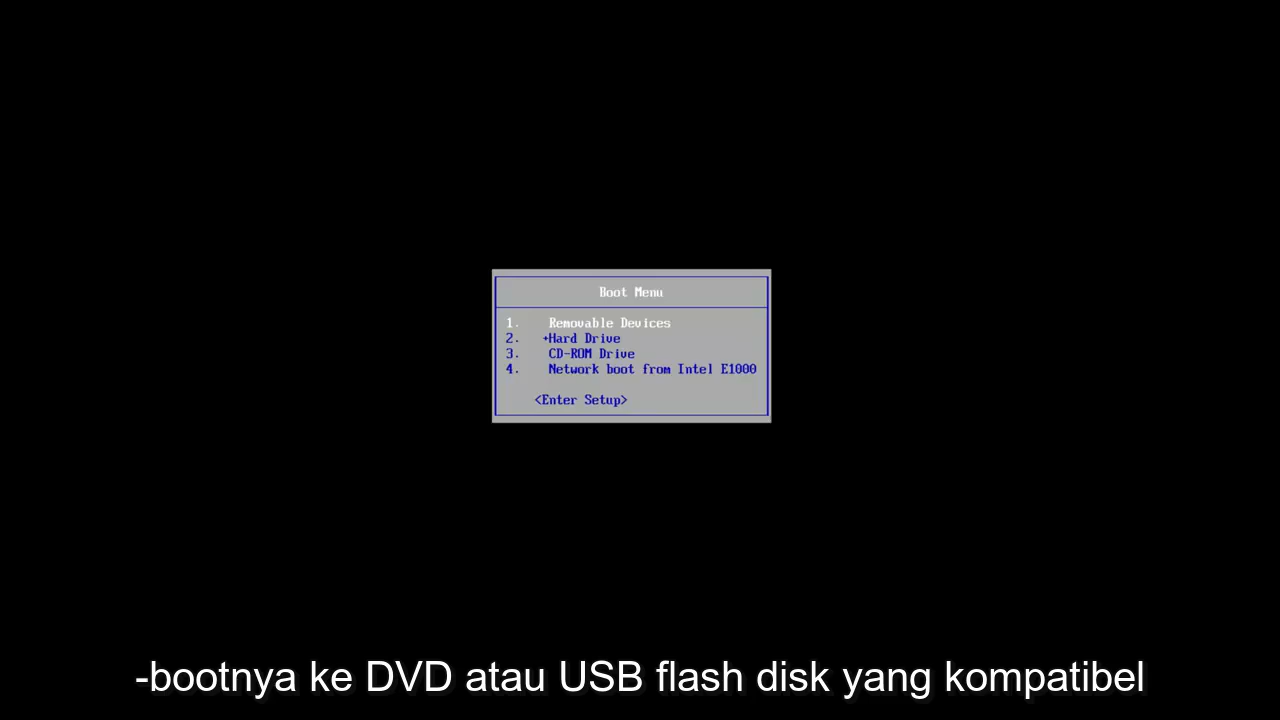 Boot Menu
1. Removable Devices
2. +Hard Drive
3. CD-ROM Drive
4. Network boot from Intel E1000
<Enter Setup>
-bootnya ke DVD atau USB flash disk yang kompatibel